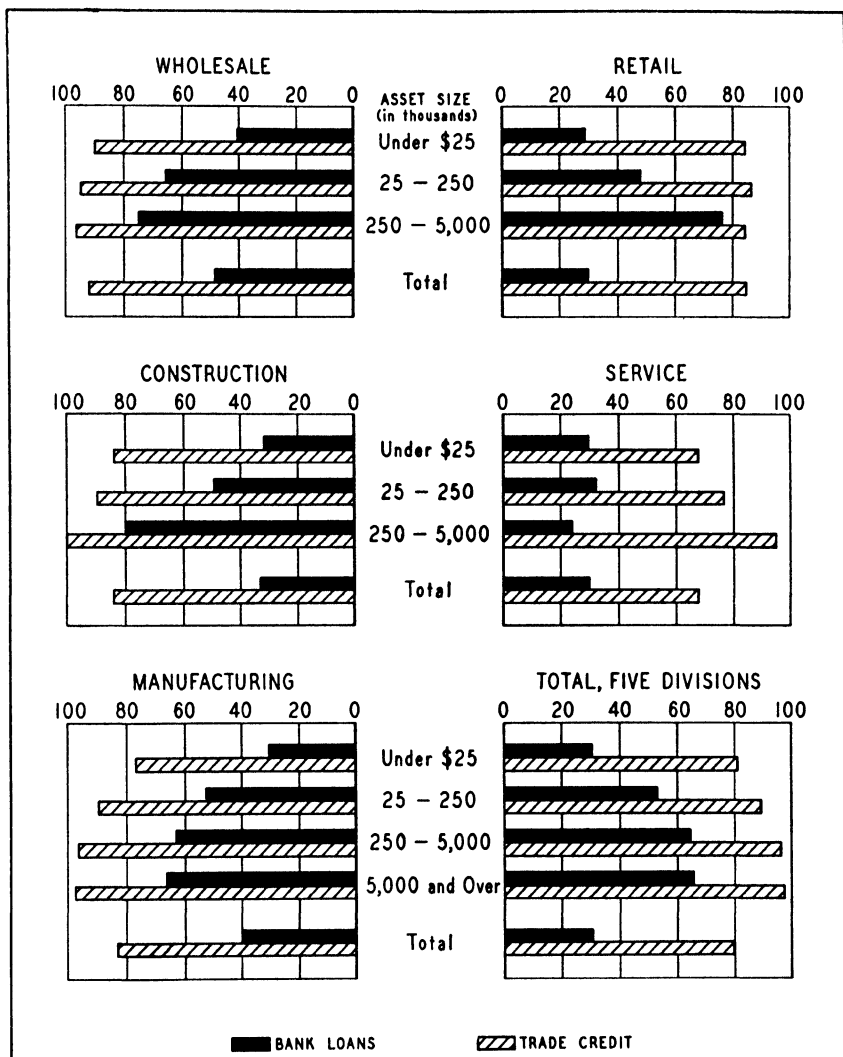 WHOLESALE RETAIL
100 80 60 40 20 0 ASSET SIZE (in thousands) 0 20 40 60 80 100
Under $25
25 – 250
250 – 5,000
Total
CONSTRUCTION SERVICE
100 80 60 40 20 0 0 20 40 60 80 100
Under $25
25 – 250
250 – 5,000
Total
MANUFACTURING TOTAL, FIVE DIVISIONS
100 80 60 40 20 0 0 20 40 60 80 100
Under $25
25 – 250
250 – 5,000
5,000 and Over
Total
BANK LOANS TRADE CREDIT